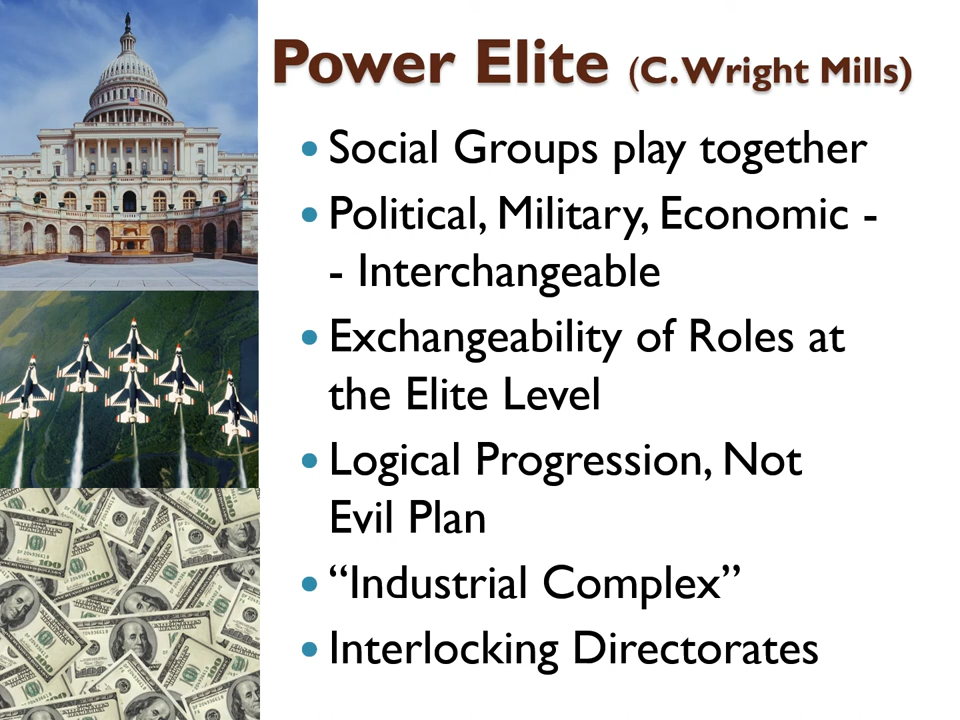 Power Elite (C. Wright Mills)
• Social Groups play together
• Political, Military, Economic -
- Interchangeable
• Exchangeability of Roles at
the Elite Level
• Logical Progression, Not
Evil Plan
• “Industrial Complex”
• Interlocking Directorates